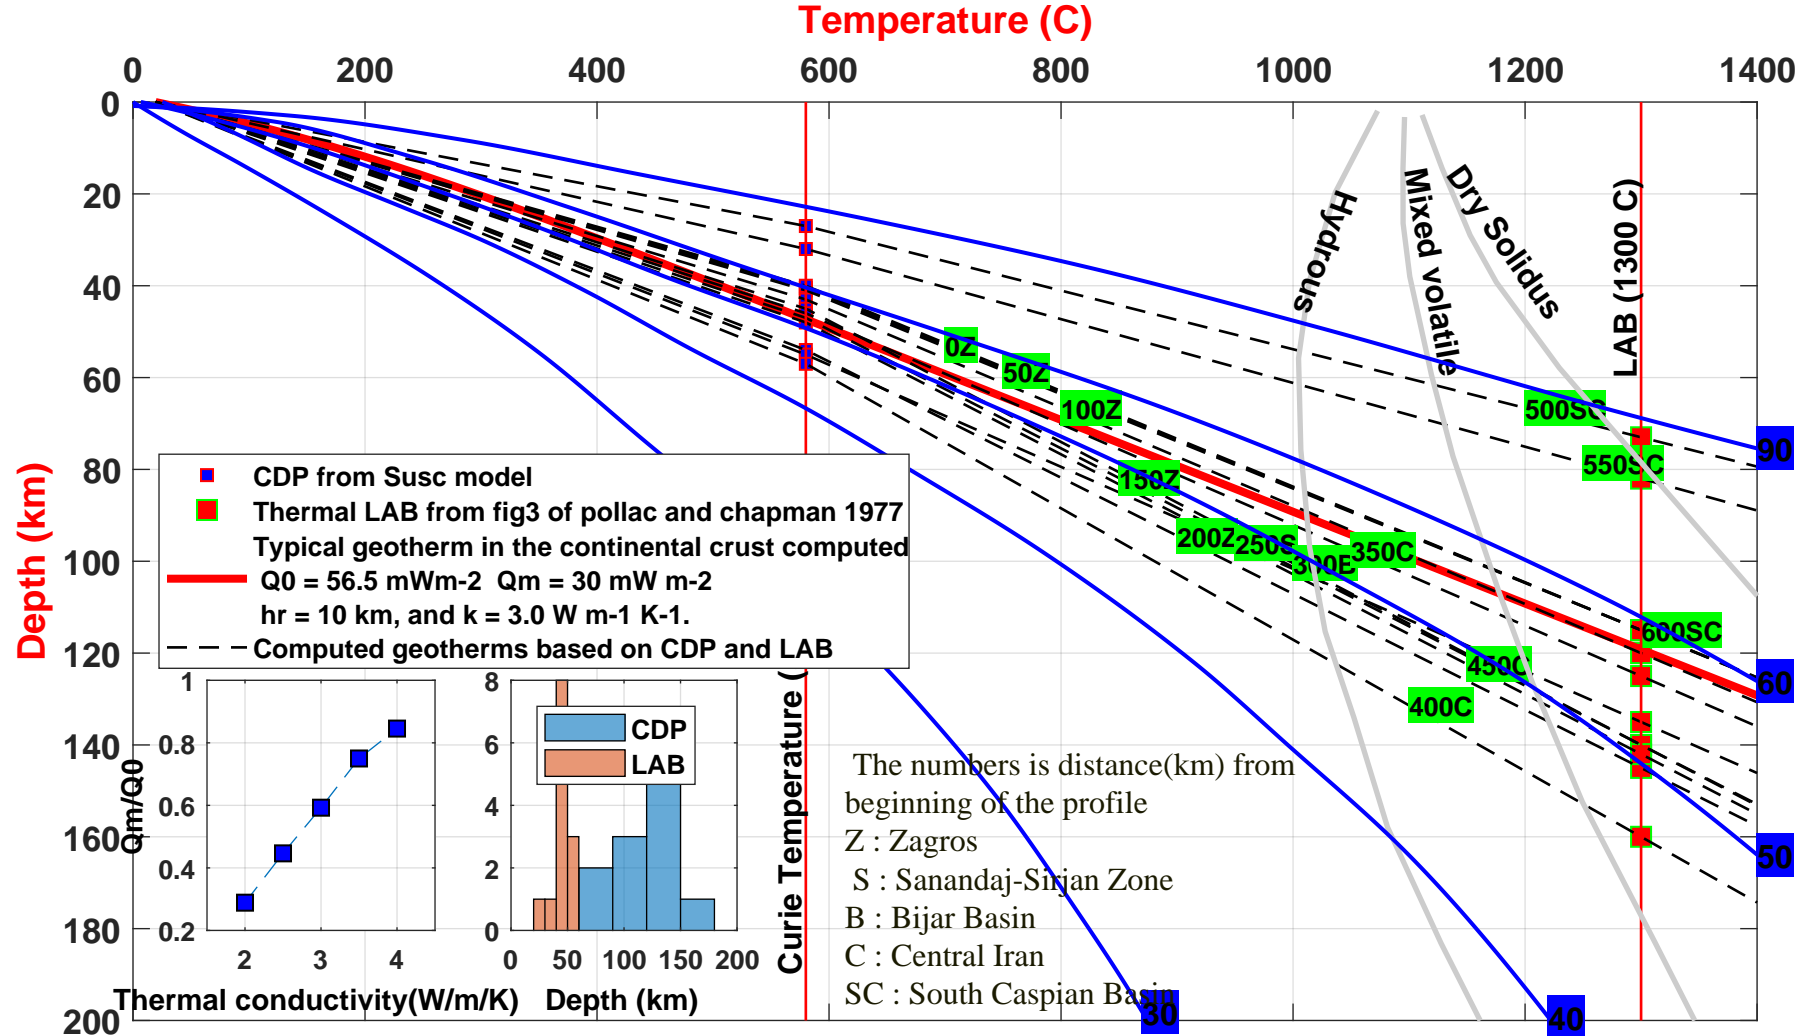 Temperature (C)
0 200 400 600 800 1000 1200 1400
Depth (km)
0
20
40
60
80
100
120
140
160
180
200
Hydrous
Mixed volatile
Dry Solidus
LAB (1300 C)
0Z
50Z
100Z
150Z
200Z
250S
300B
350C
400C
450C
500SC
550SC
600SC
90
60
50
40
30
CDP from Susc model
Thermal LAB from fig3 of pollac and chapman 1977
Typical geotherm in the continental crust computed
Q0 = 56.5 mWm-2 Qm = 30 mW m-2
hr = 10 km, and k = 3.0 W m-1 K-1.
Computed geotherms based on CDP and LAB
Curie Temperature (
Qm/Q0
1
0.8
0.6
0.4
0.2
2 3 4
Thermal conductivity(W/m/K)
8
6
4
2
0
CDP
LAB
0 50 100 150 200
Depth (km)
The numbers is distance(km) from
beginning of the profile
Z : Zagros
S : Sanandaj-Sirjan Zone
B : Bijar Basin
C : Central Iran
SC : South Caspian Basin